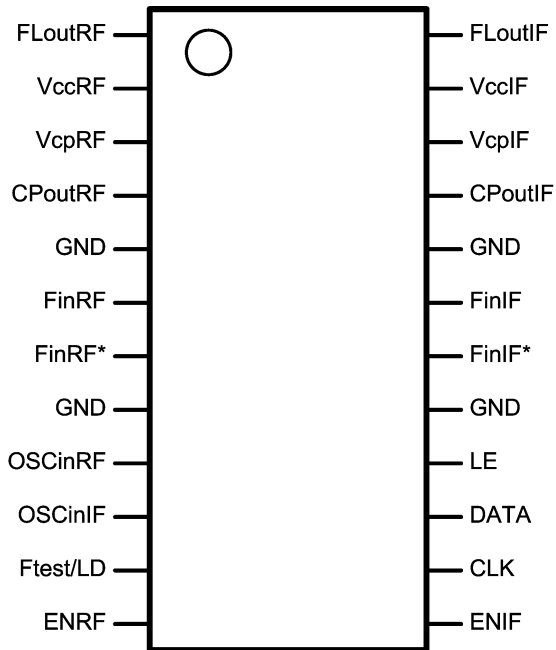 FLoutRF FLoutIF
VccRF VccIF
VcpRF VcpIF
CPoutRF CPoutIF
GND GND
FinRF FinIF
FinRF* FinIF*
GND GND
OSCinRF LE
OSCinIF DATA
Ftest/LD CLK
ENRF ENIF